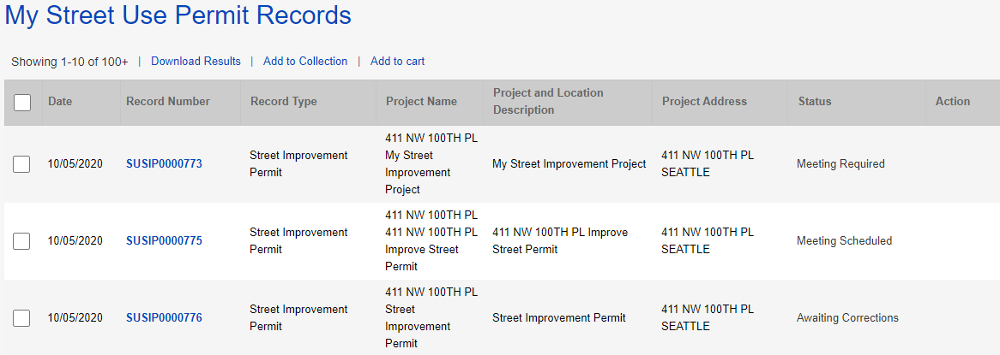 My Street Use Permit Records
Showing 1-10 of 100+ | Download Results | Add to Collection | Add to cart
Date Record Number Record Type Project Name Project and Location Description Project Address Status Action
10/05/2020 SUSIP0000773 Street Improvement Permit 411 NW 100TH PL My Street Improvement Project My Street Improvement Project 411 NW 100TH PL SEATTLE Meeting Required
10/05/2020 SUSIP0000775 Street Improvement Permit 411 NW 100TH PL 411 NW 100TH PL Improve Street Permit 411 NW 100TH PL Improve Street Permit 411 NW 100TH PL SEATTLE Meeting Scheduled
10/05/2020 SUSIP0000776 Street Improvement Permit 411 NW 100TH PL Street Improvement Permit Street Improvement Permit 411 NW 100TH PL SEATTLE Awaiting Corrections